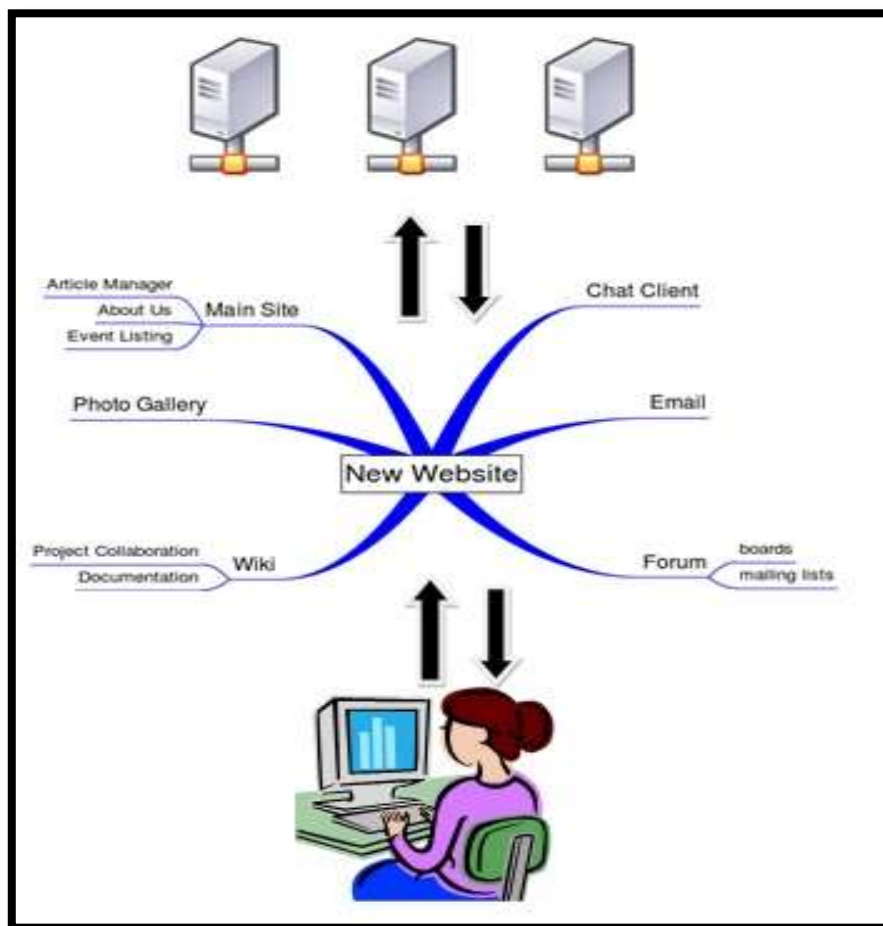 Article Manager
About Us
Event Listing
Main Site
Chat Client
Photo Gallery
Email
New Website
Project Collaboration
Documentation
Wiki
Forum
boards
mailing lists